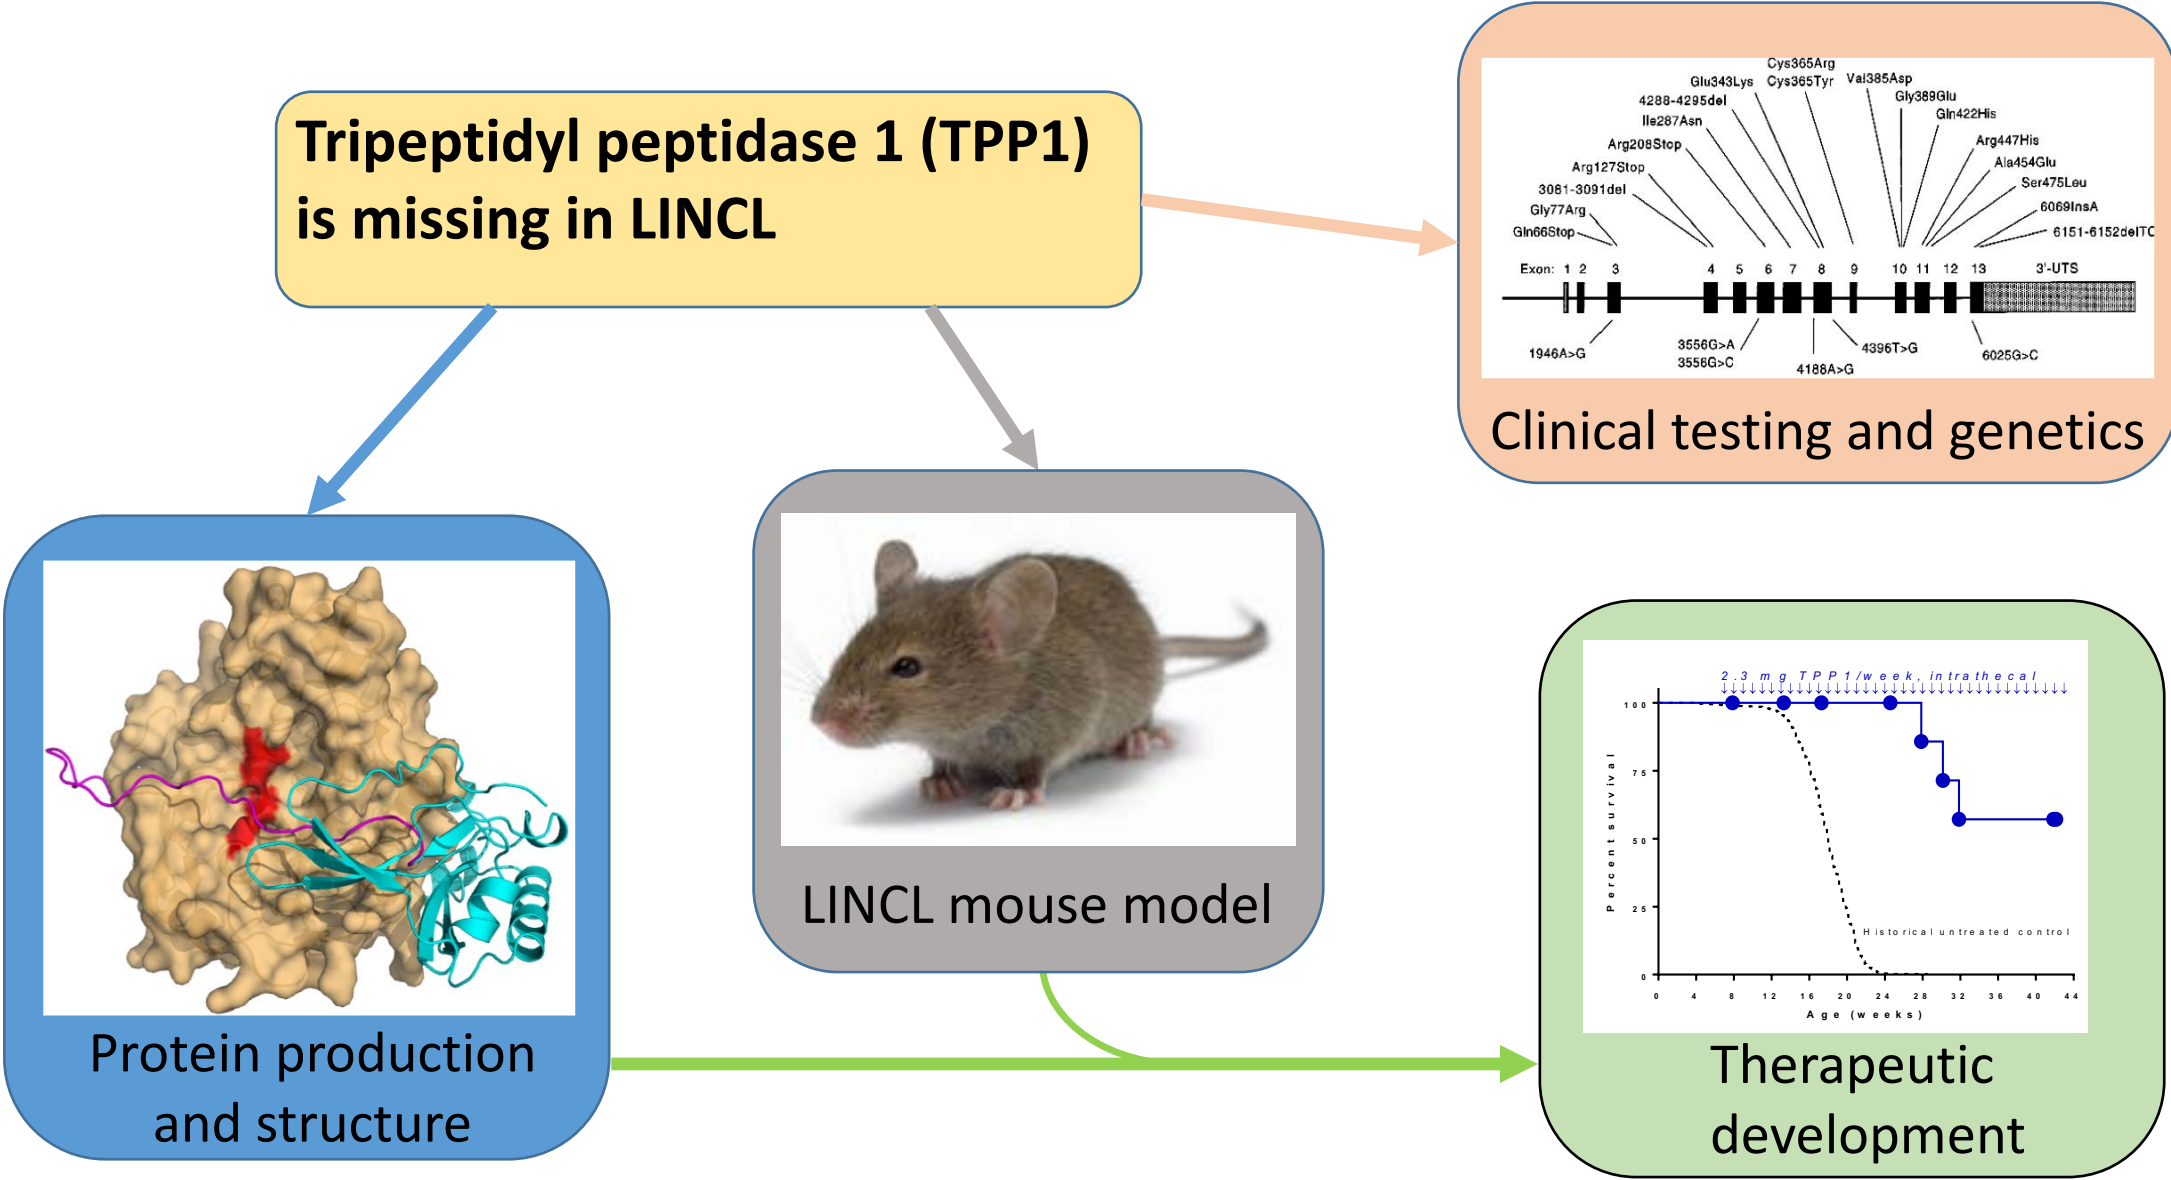 Tripeptidyl peptidase 1 (TPP1)
is missing in LINCL
Cys365Arg
Glu343Lys Cys365Tyr Val385Asp
4288-4295del Gly389Glu
Ile287Asn Gln422His
Arg208Stop Arg447His
Arg127Stop Ala454Glu
3081-3091del Ser475Leu
Gly77Arg 6069InsA
Gln66Stop 6151-6152delTC
Exon: 1 2 3 4 5 6 7 8 9 10 11 12 13 3'-UTS
1946A>G 3556G>A 4396T>G 6025G>C
3556G>C 4188A>G
Clinical testing and genetics
Protein production
and structure
LINCL mouse model
2.3 mg TPP1/week, intrathecal
100
75
50
25
0
Percent survival
Historical untreated control
0 4 8 12 16 20 24 28 32 36 40 44
Age (weeks)
Therapeutic
development